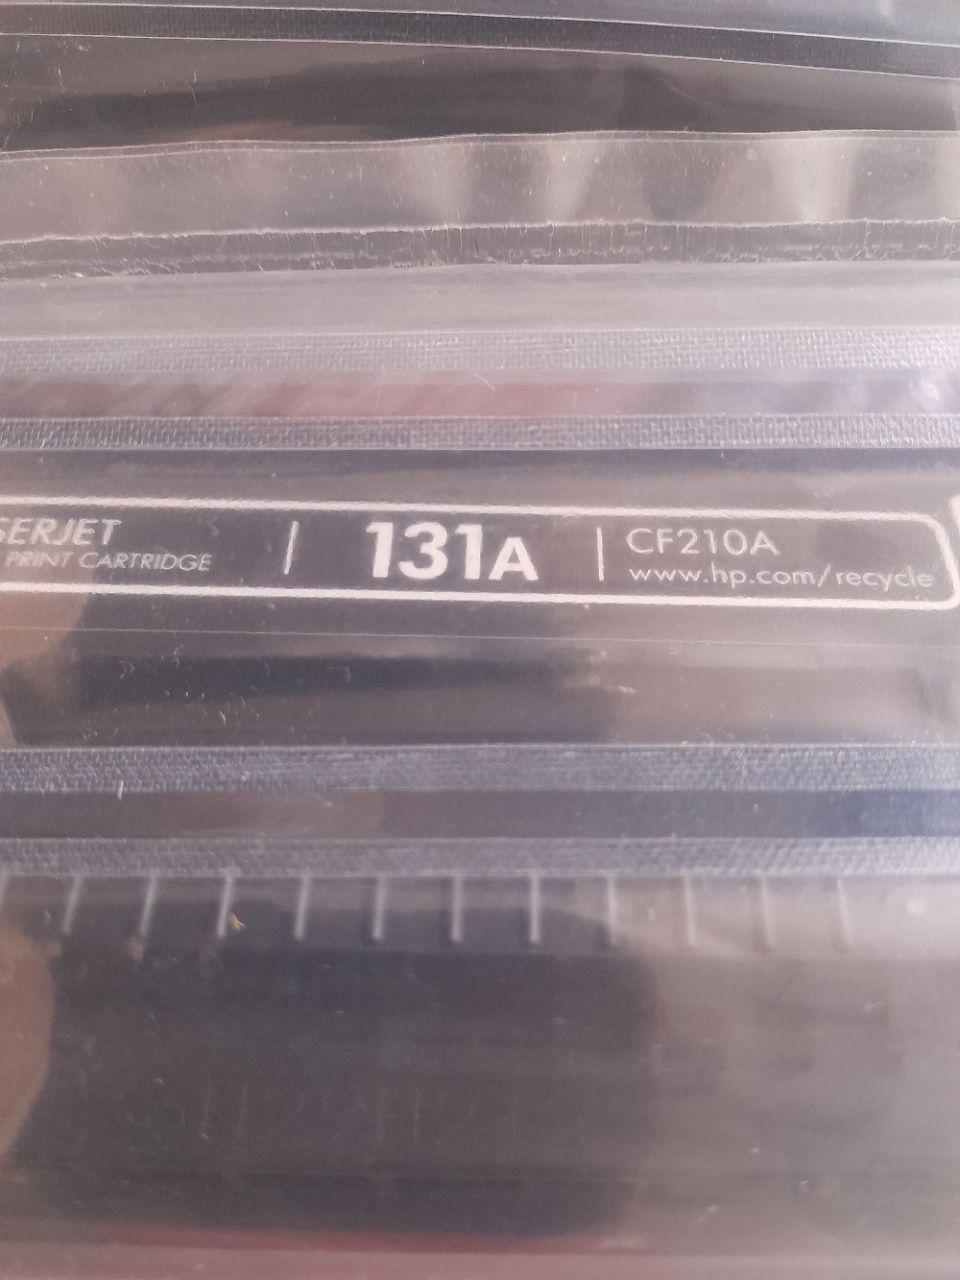 SERJET
PRINT CARTRIDGE
131A
CF210A
www.hp.com/recycle